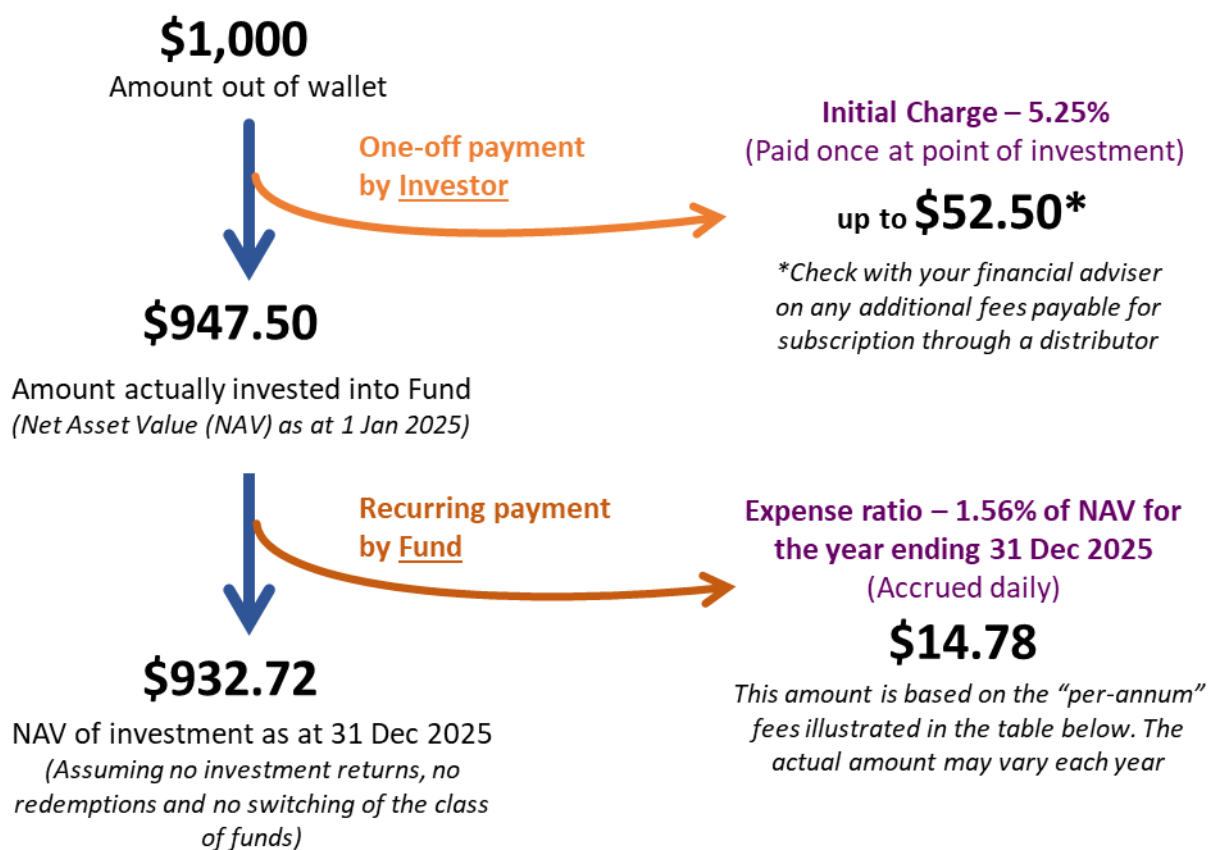 $1,000
Amount out of wallet
One-off payment
by Investor
Initial Charge – 5.25%
(Paid once at point of investment)
up to $52.50*
*Check with your financial adviser
on any additional fees payable for
subscription through a distributor
$947.50
Amount actually invested into Fund
(Net Asset Value (NAV) as at 1 Jan 2025)
Recurring payment
by Fund
Expense ratio – 1.56% of NAV for
the year ending 31 Dec 2025
(Accrued daily)
$14.78
This amount is based on the “per-annum”
fees illustrated in the table below. The
actual amount may vary each year
$932.72
NAV of investment as at 31 Dec 2025
(Assuming no investment returns, no
redemptions and no switching of the class
of funds)